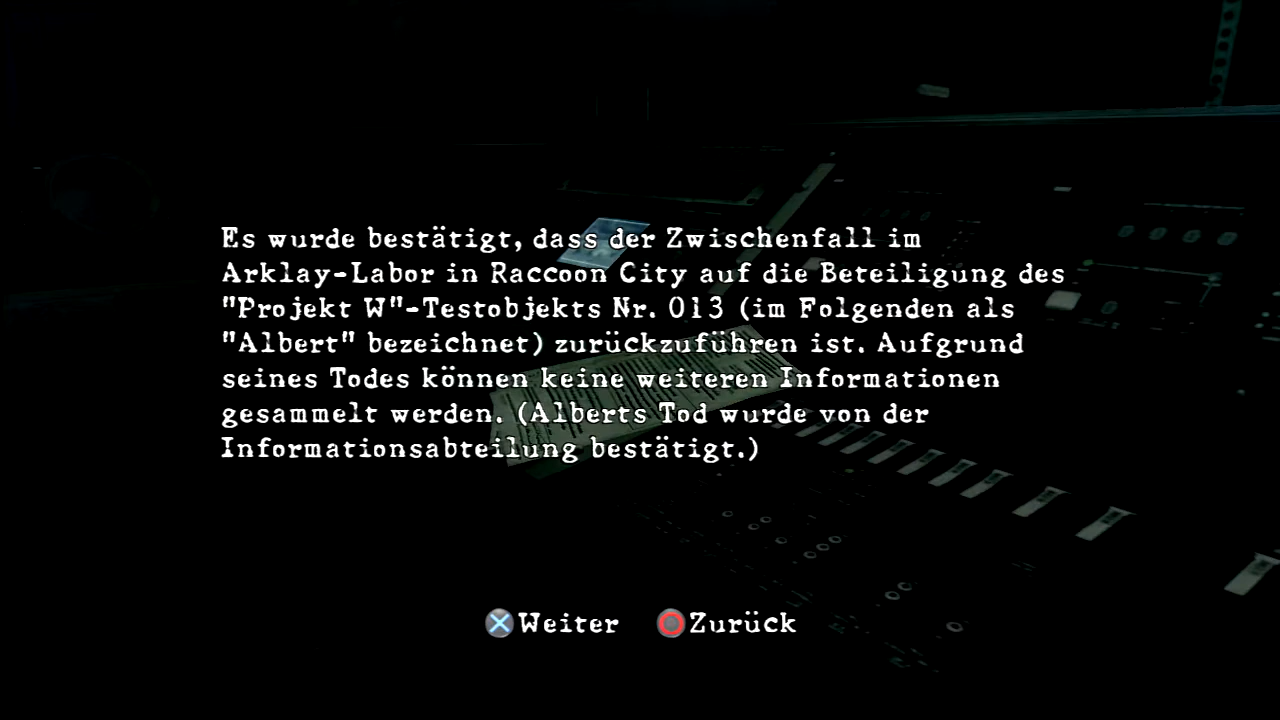 Es wurde bestätigt, dass der Zwischenfall im
Arklay-Labor in Raccoon City auf die Beteiligung des
"Projekt W"-Testobjekts Nr. 013 (im Folgenden als
"Albert" bezeichnet) zurückzuführen ist. Aufgrund
seines Todes können keine weiteren Informationen
gesammelt werden. (Alberts Tod wurde von der
Informationsabteilung bestätigt.)
Weiter Zurück